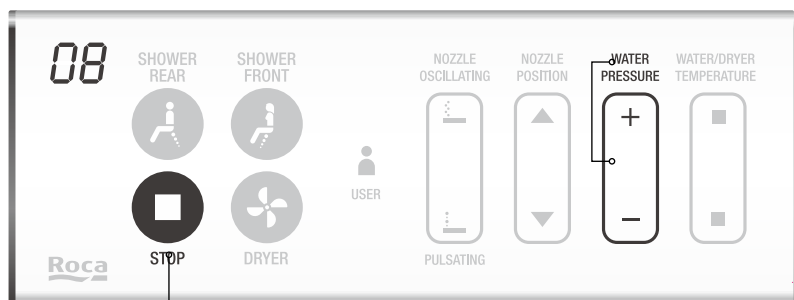 08
SHOWER
REAR
SHOWER
FRONT
NOZZLE
OSCILLATING
NOZZLE
POSITION
WATER
PRESSURE
WATER/DRYER
TEMPERATURE
+
USER
−
STOP
DRYER
PULSATING
Roca